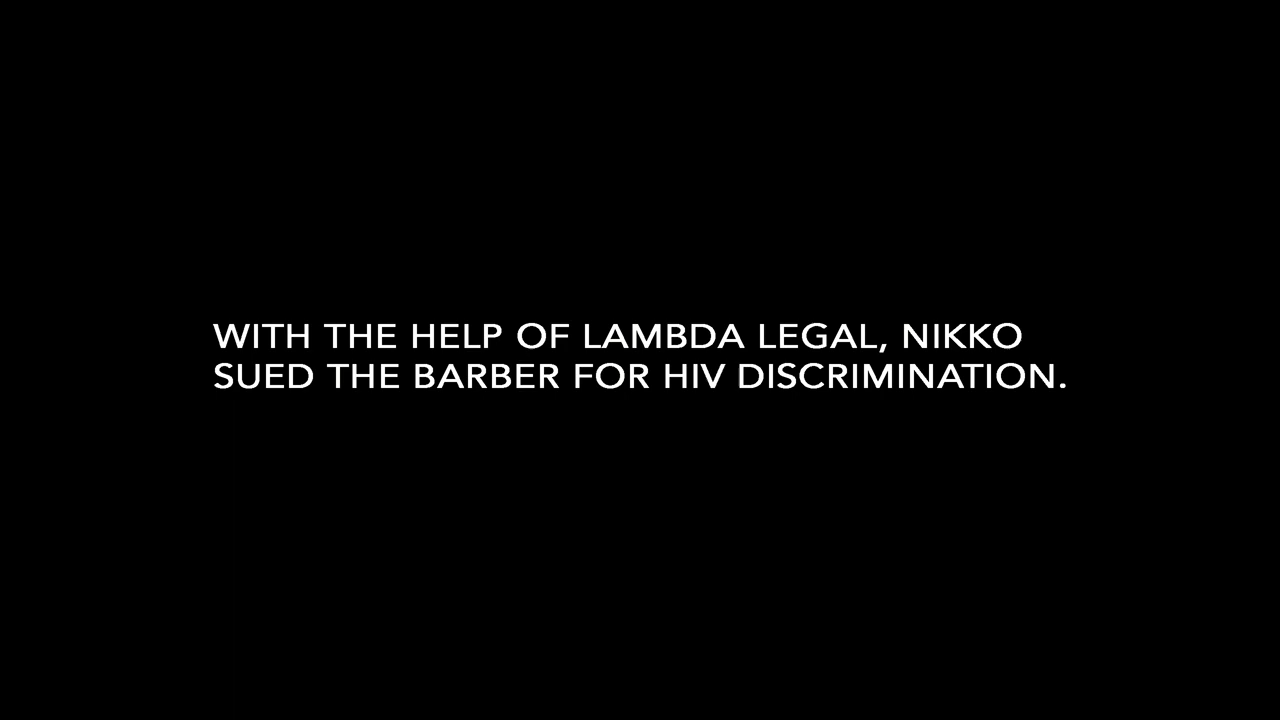 WITH THE HELP OF LAMBDA LEGAL, NIKKO
SUED THE BARBER FOR HIV DISCRIMINATION.